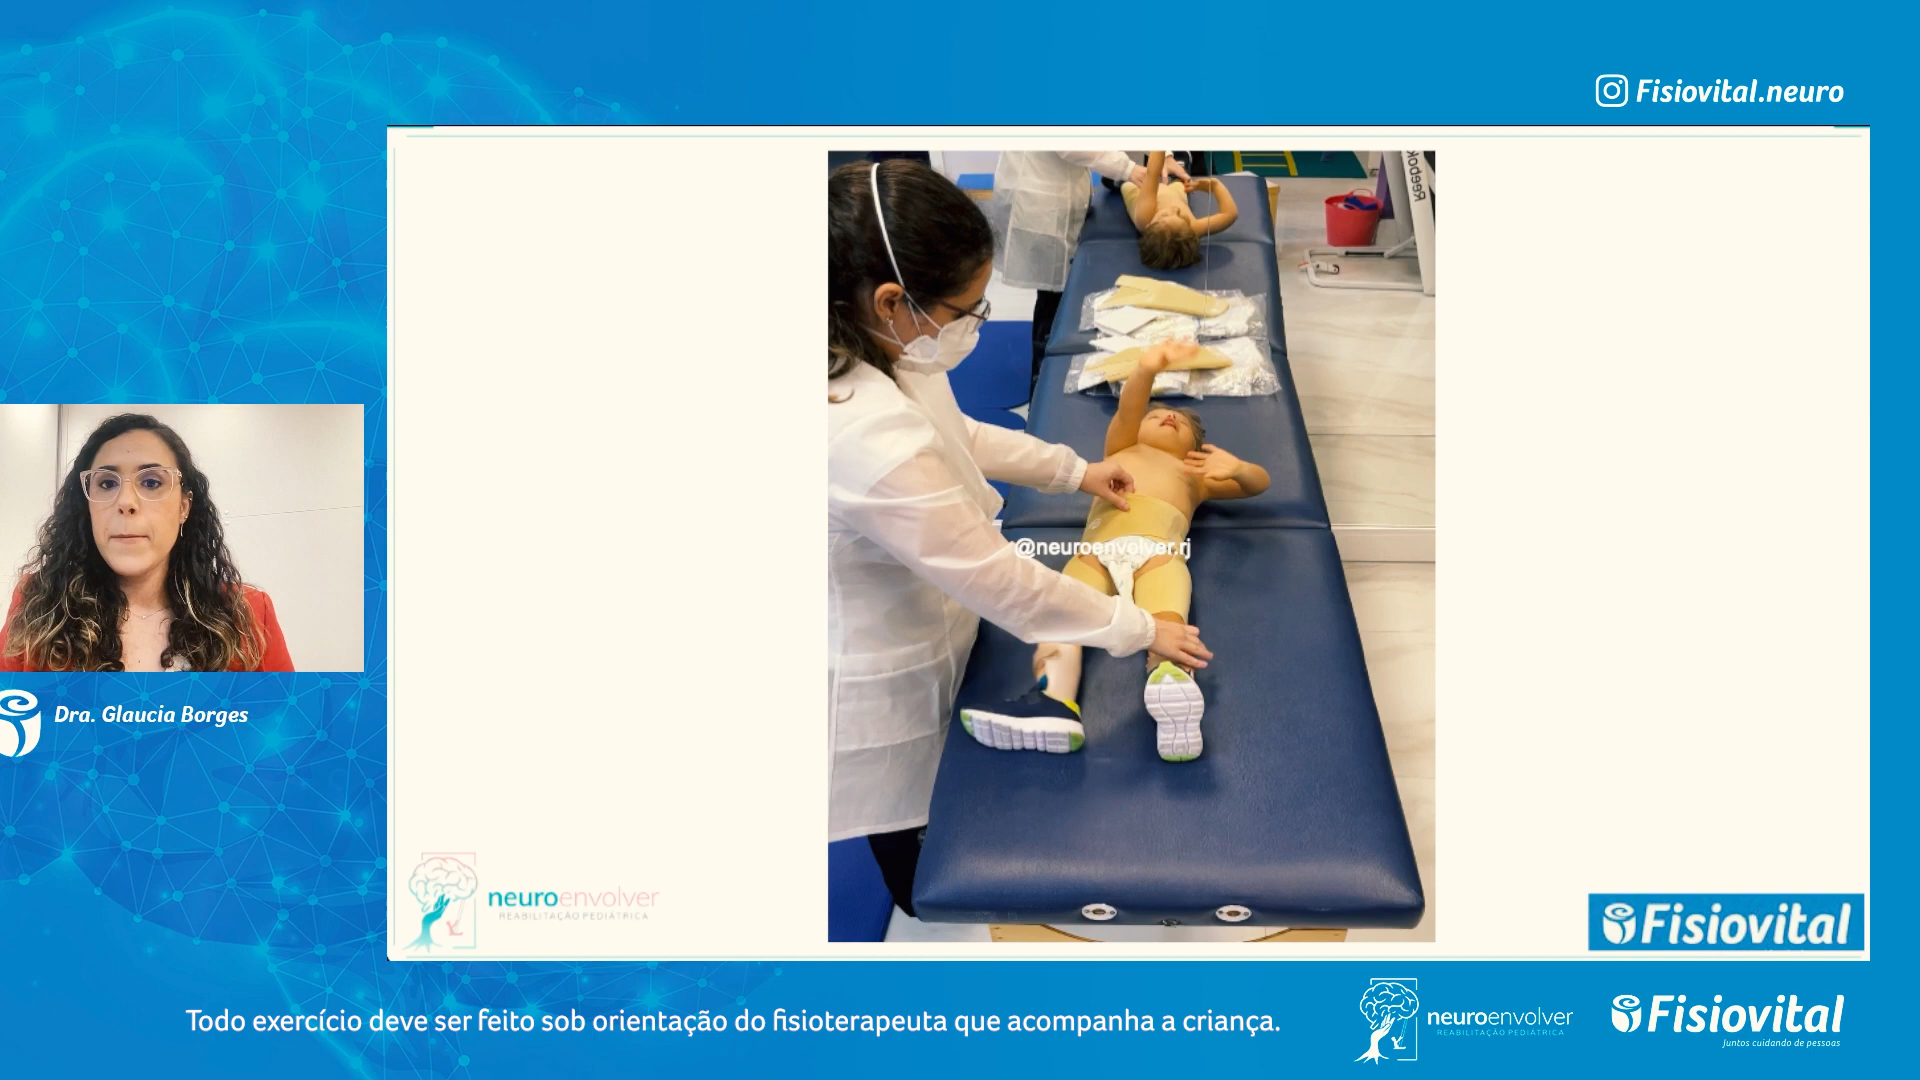 Fisiovital.neuro
Reebok
@neuroenvolver.rj
Dra. Glaucia Borges
neuroenvolver
REABILITAÇÃO PEDIÁTRICA
Fisiovital
Todo exercício deve ser feito sob orientação do fisioterapeuta que acompanha a criança.
neuroenvolver
REABILITAÇÃO PEDIÁTRICA
Fisiovital
Juntos cuidando de pessoas